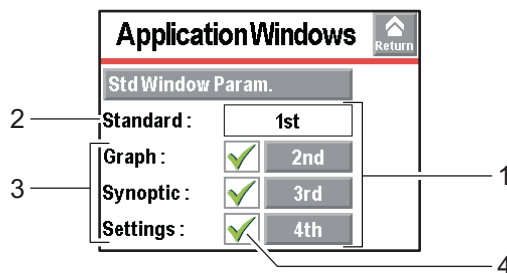 Application Windows
Return
Std Window Param.
2 Standard : 1st
3 Graph : 2nd
Synoptic : 3rd 1
Settings : 4th
4